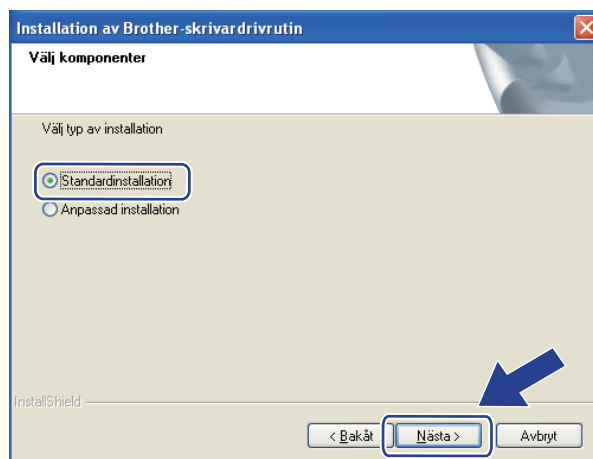 Installation av Brother-skrivardrivrutin
Välj komponenter
Välj typ av installation
Standardinstallation
Anpassad installation
InstallShield
< Bakåt
Nästa >
Avbryt